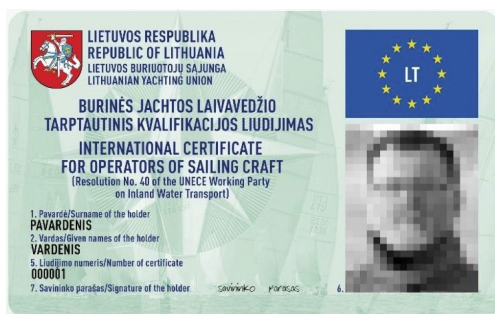 LIETUVOS RESPUBLIKA
REPUBLIC OF LITHUANIA
LIETUVOS BURIUOTOJŲ SĄJUNGA
LITHUANIAN YACHTING UNION
LT
BURINĖS JACHTOS LAIVAVEDŽIO
TARPTAUTINIS KVALIFIKACIJOS LIUDIJIMAS
INTERNATIONAL CERTIFICATE
FOR OPERATORS OF SAILING CRAFT
(Resolution No. 40 of the UNECE Working Party
on Inland Water Transport)
1. Pavardė/Surname of the holder
PAVARDENIS
2. Vardas/Given names of the holder
VARDENIS
5. Liudijimo numeris/Number of certificate
000001
7. Savininko parašas/Signature of the holder savininko parašas 6.